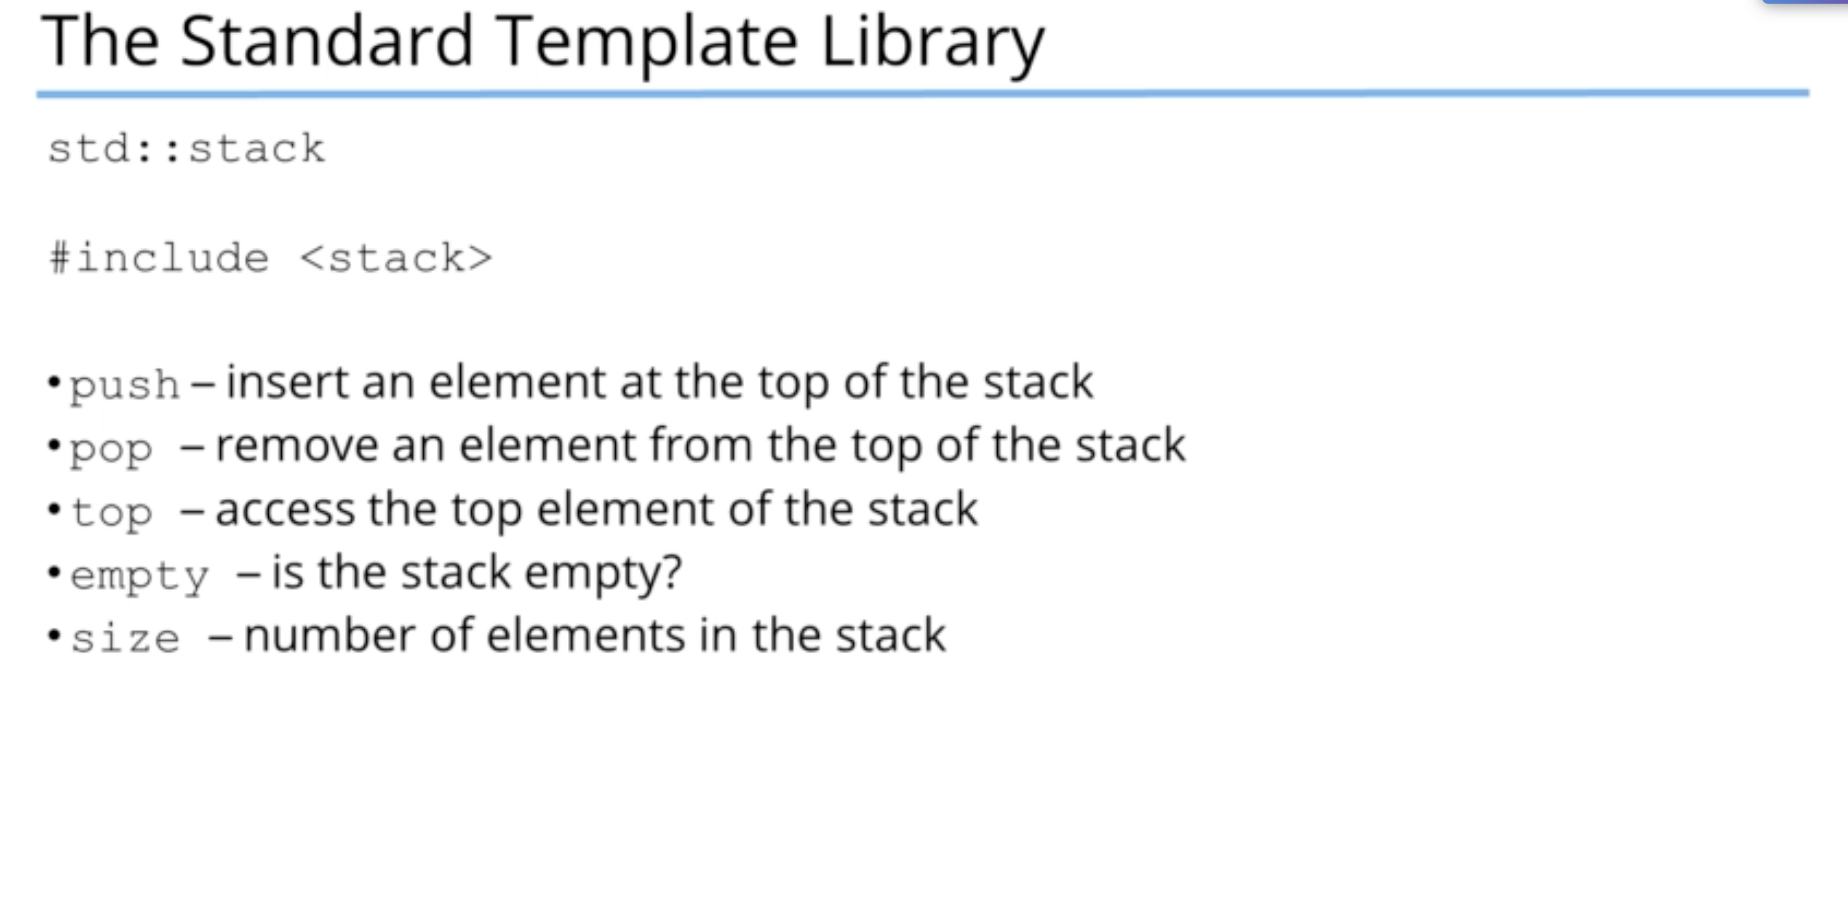 The Standard Template Library
std::stack
#include <stack>
•push – insert an element at the top of the stack
•pop – remove an element from the top of the stack
•top – access the top element of the stack
•empty – is the stack empty?
•size – number of elements in the stack